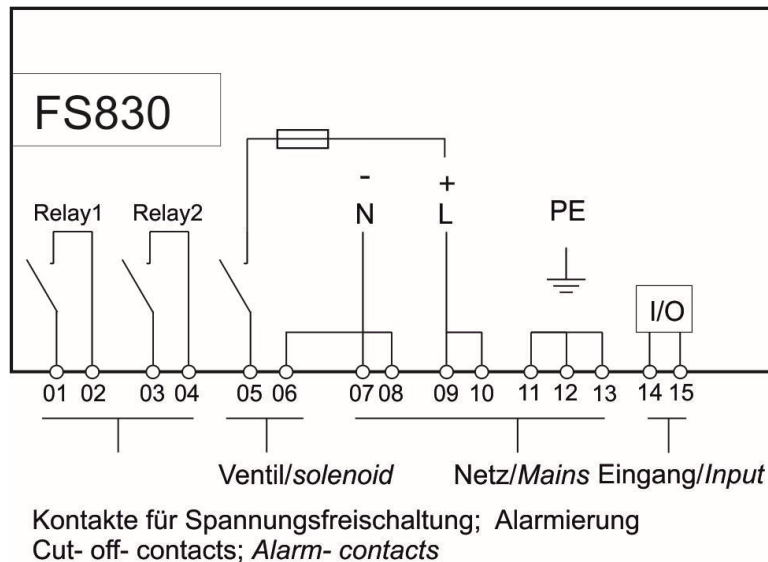 FS830
- +
N L PE
Relay1 Relay2
I/O
01 02 03 04 05 06 07 08 09 10 11 12 13 14 15
Ventil/solenoid Netz/Mains Eingang/Input
Kontakte für Spannungsfreischaltung; Alarmierung
Cut- off- contacts; Alarm- contacts